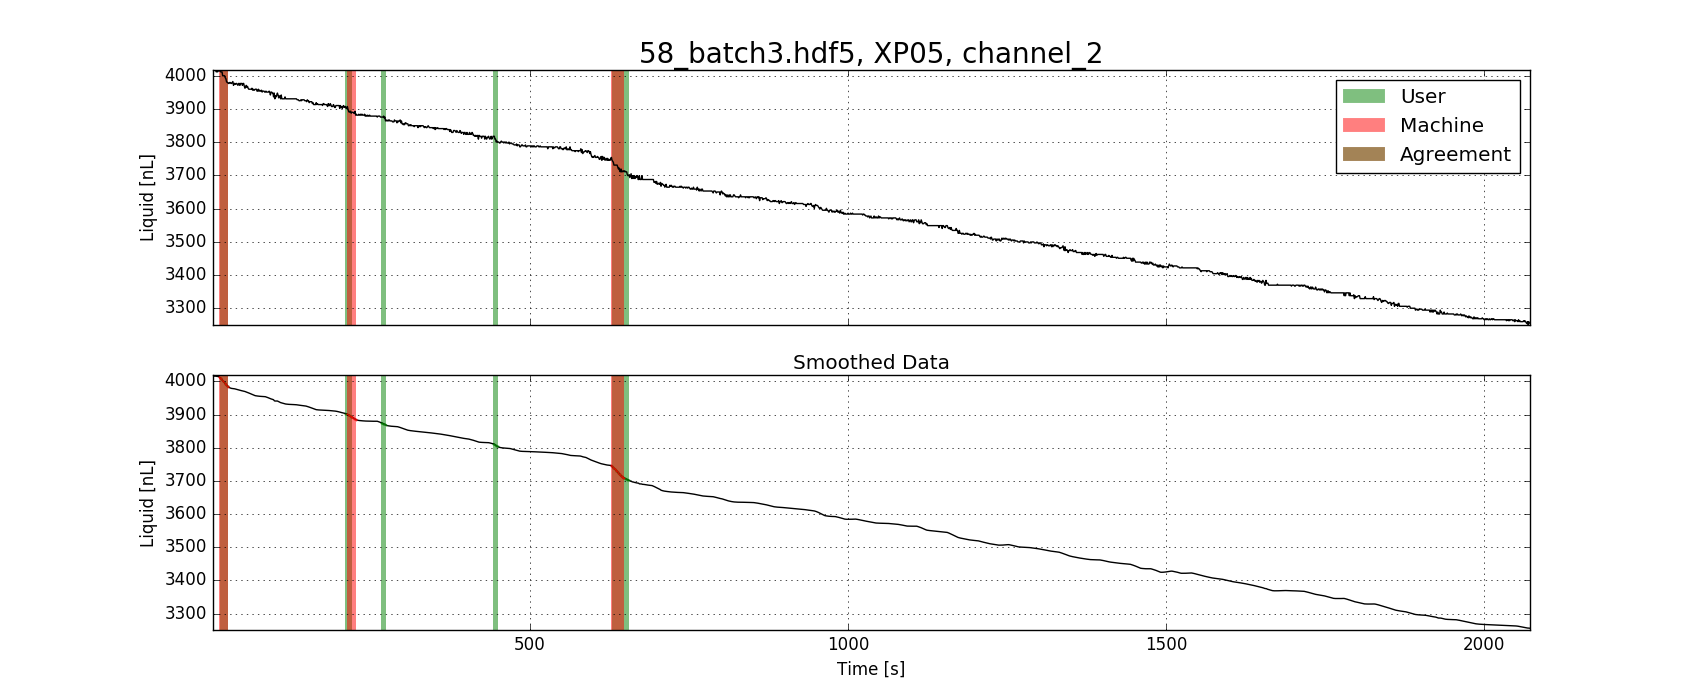 58_batch3.hdf5, XP05, channel_2
4000
3900
3800
3700
3600
3500
3400
3300
Liquid [nL]
User
Machine
Agreement
Smoothed Data
4000
3900
3800
3700
3600
3500
3400
3300
Liquid [nL]
500 1000 1500 2000
Time [s]